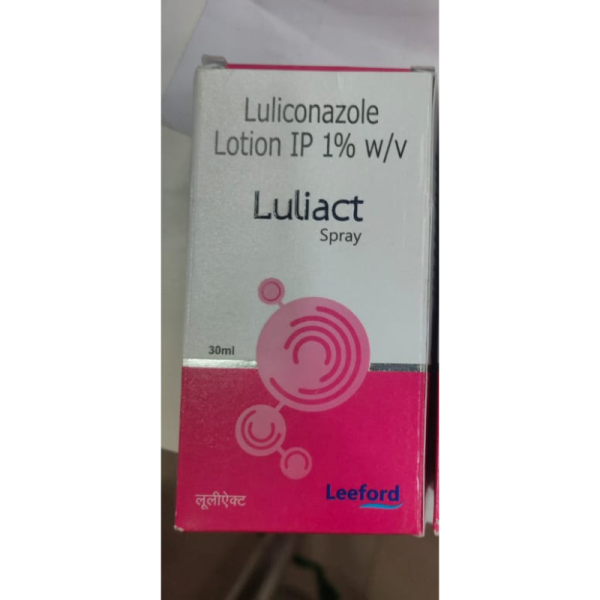 Luliconazole
Lotion IP 1% w/v
Luliact
Spray
30ml
लूलीऐक्ट
Leeford